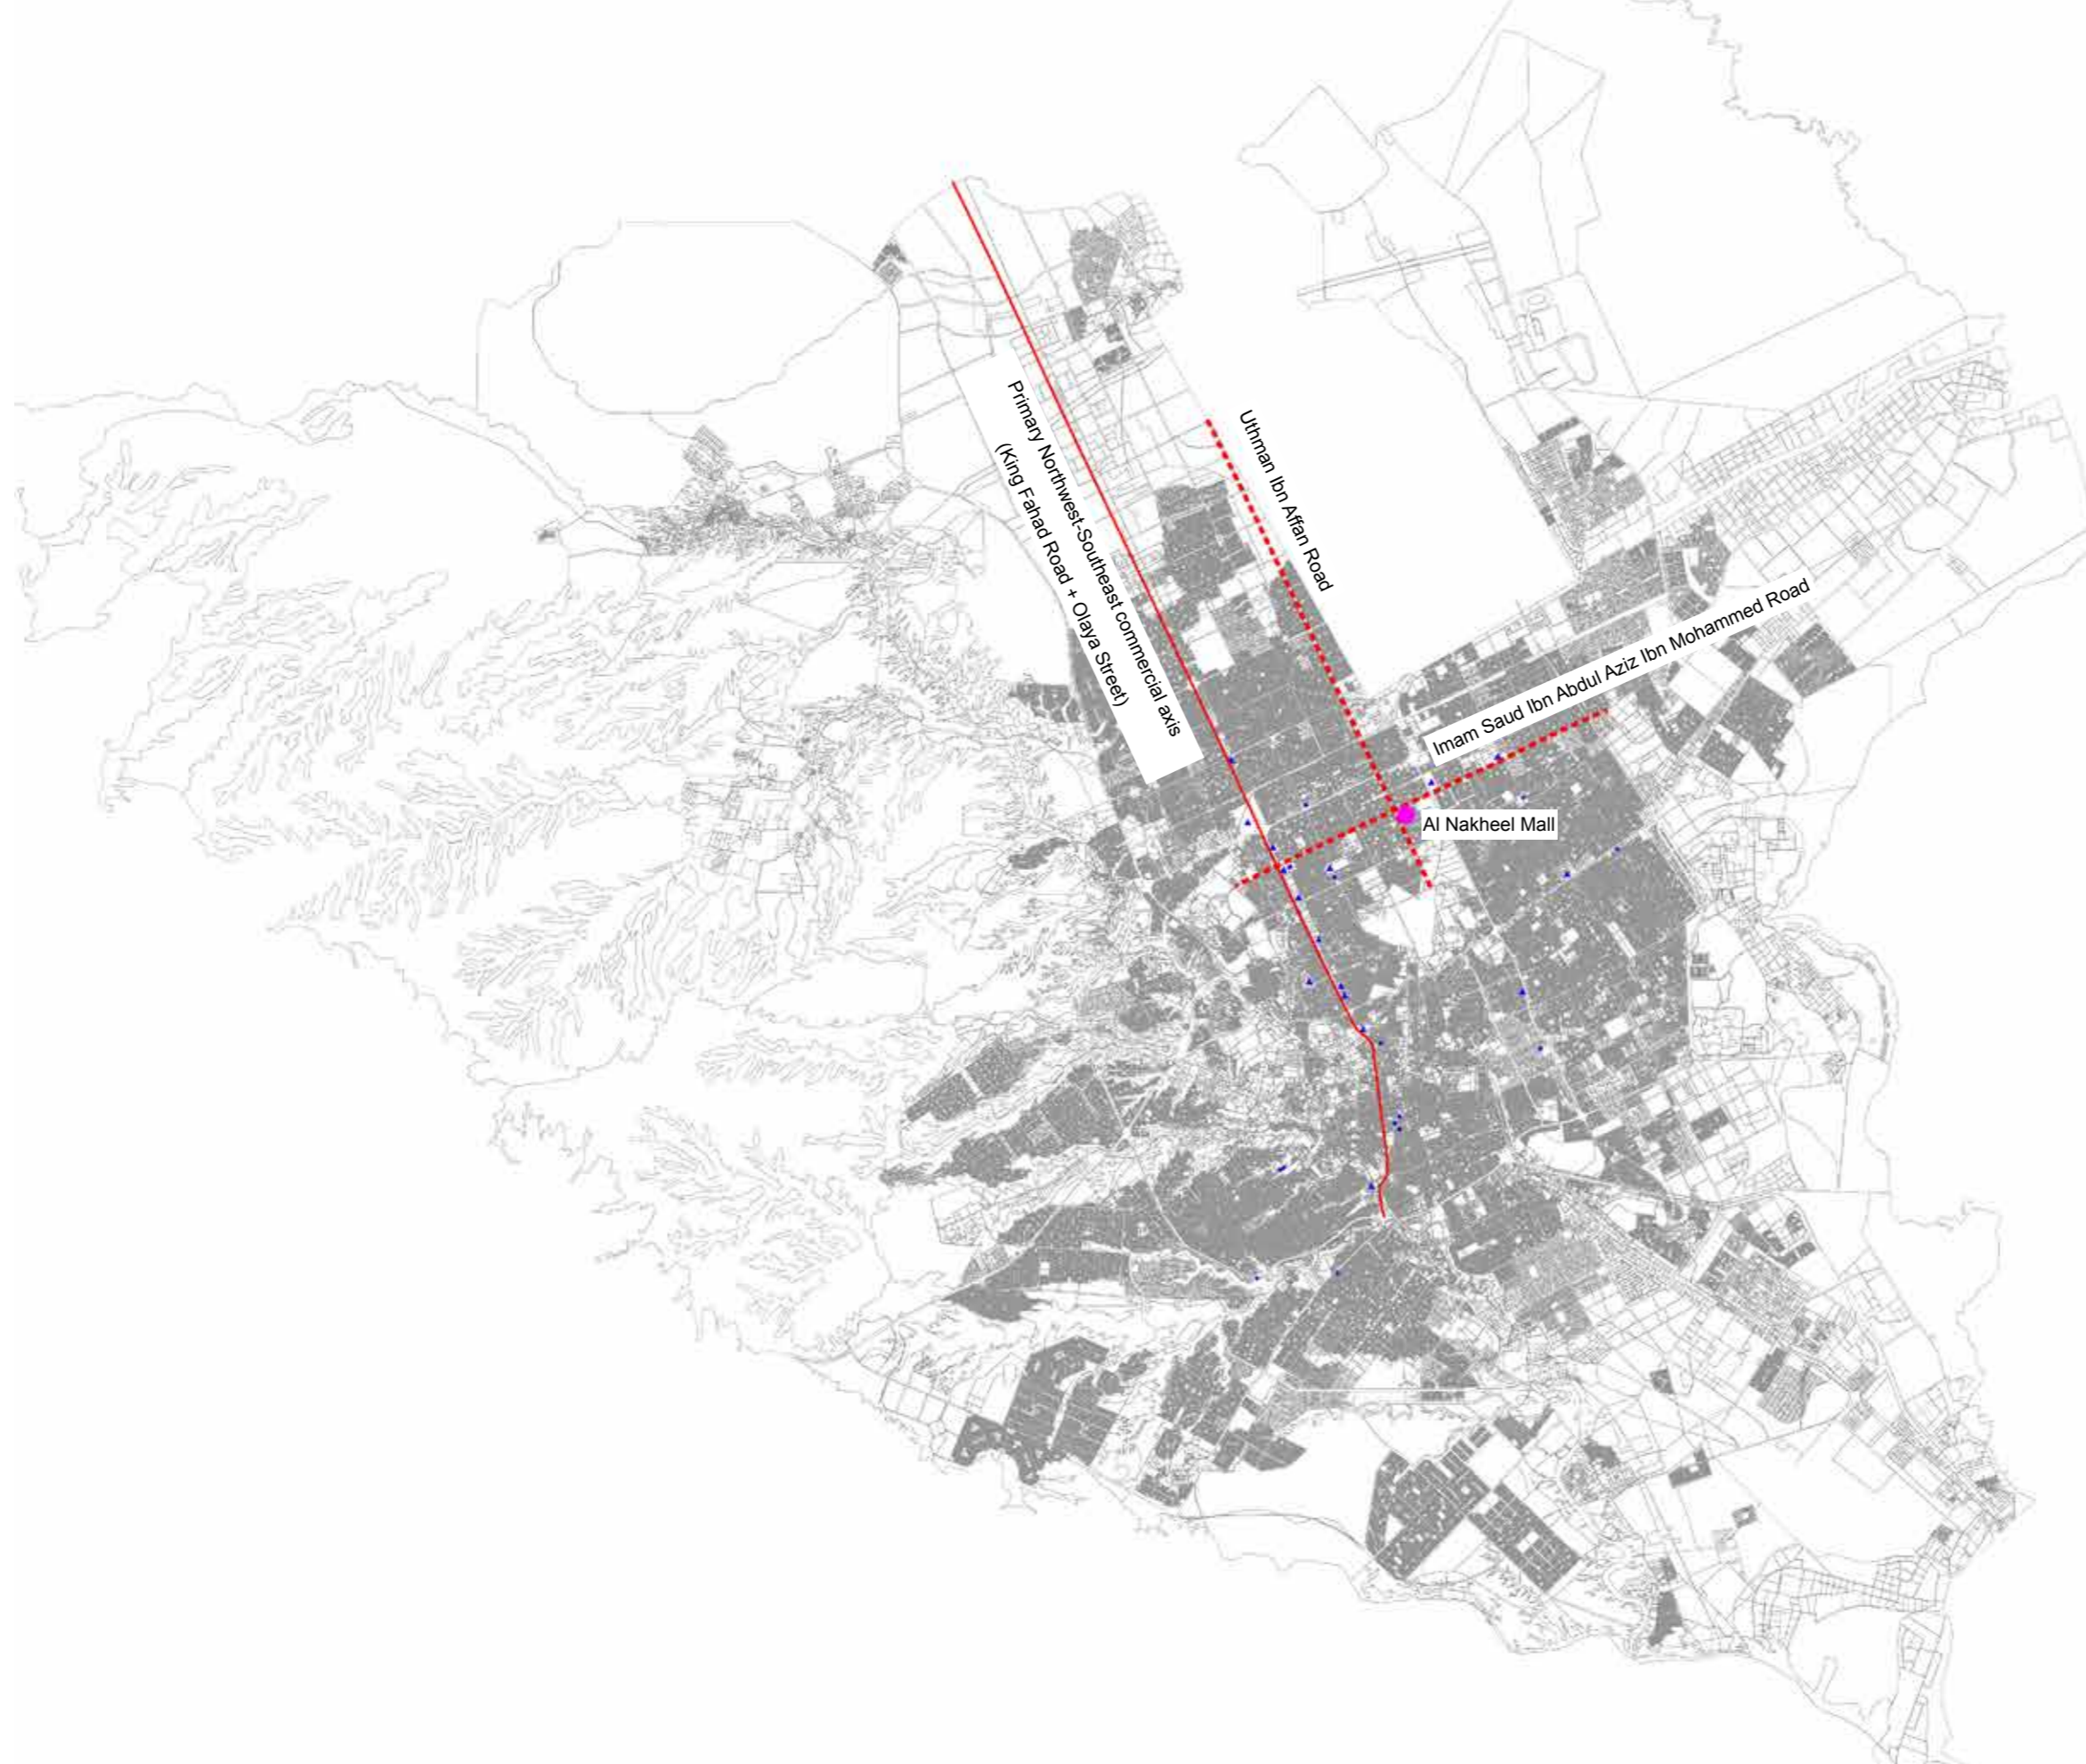 Primary Northwest-Southeast commercial axis
(King Fahad Road + Olaya Street)
Uthman Ibn Affan Road
Imam Saud Ibn Abdul Aziz Ibn Mohammed Road
Al Nakheel Mall